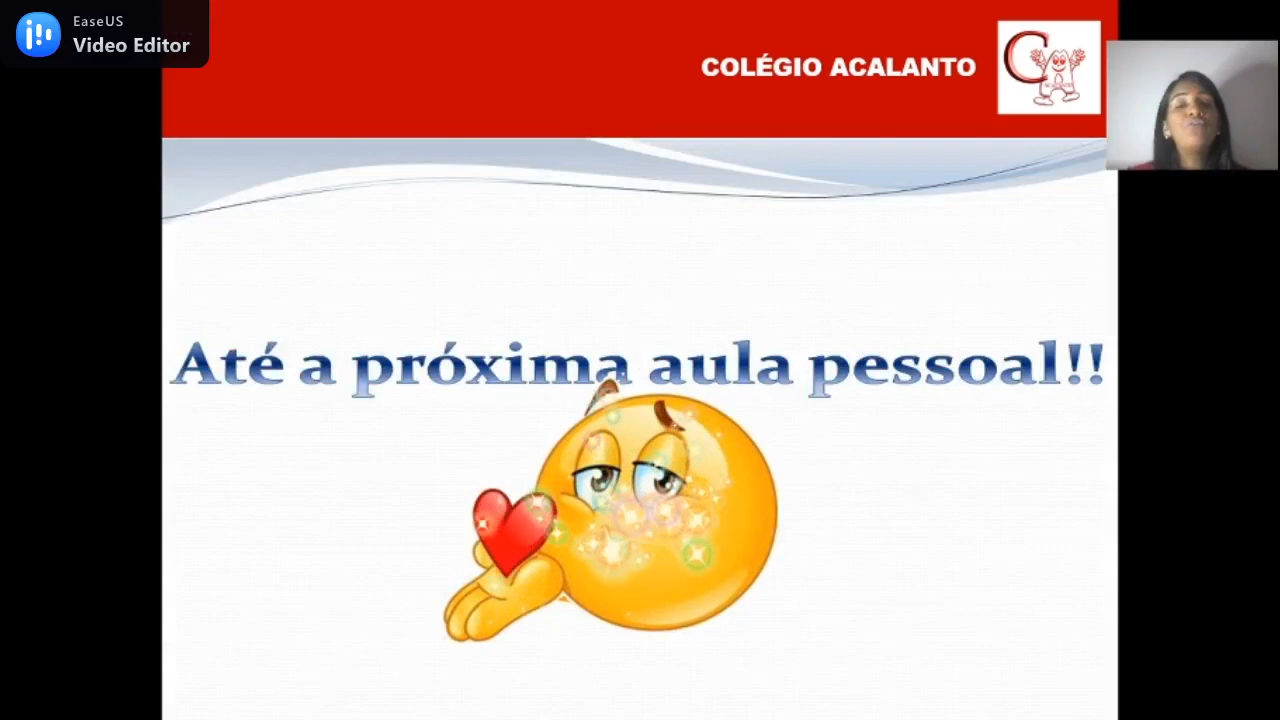 EaseUS
Video Editor
COLÉGIO ACALANTO
Até a próxima aula pessoal!!